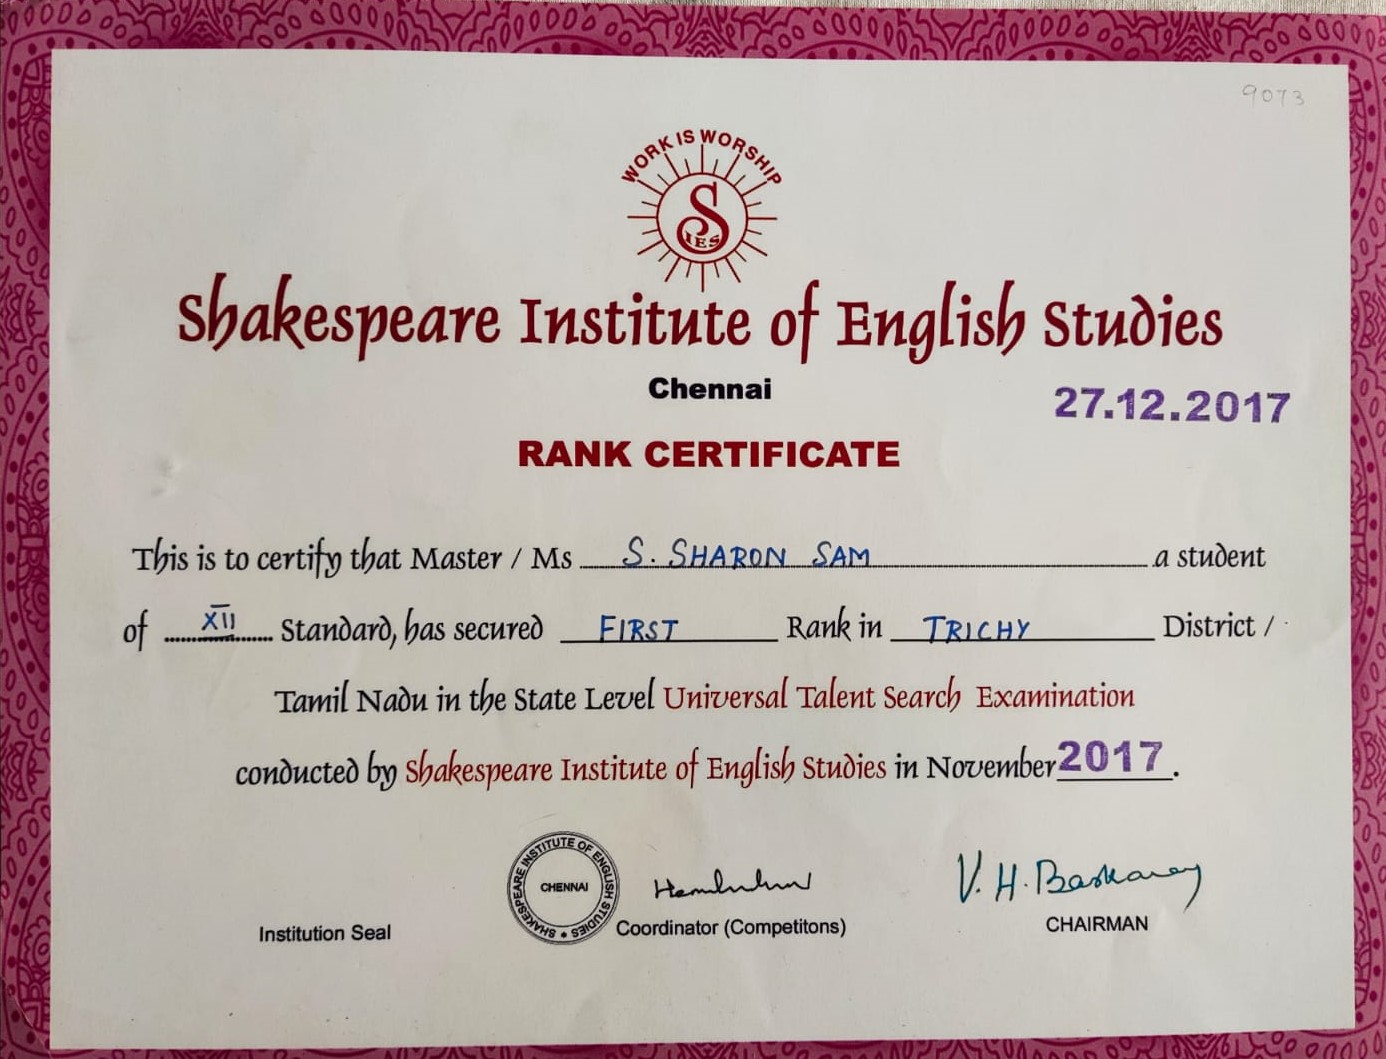 9073
WORK IS WORSHIP
S
IES
Shakespeare Institute of English Studies
Chennai
27.12.2017
RANK CERTIFICATE
This is to certify that Master / Ms S. SHARON SAM a student
of XII Standard, has secured FIRST Rank in TRICHY District /
Tamil Nadu in the State Level Universal Talent Search Examination
conducted by Shakespeare Institute of English Studies in November 2017.
SHAKESPEARE INSTITUTE OF ENGLISH STUDIES
CHENNAI
V. H. Baskaran
Institution Seal
Coordinator (Competitons)
CHAIRMAN